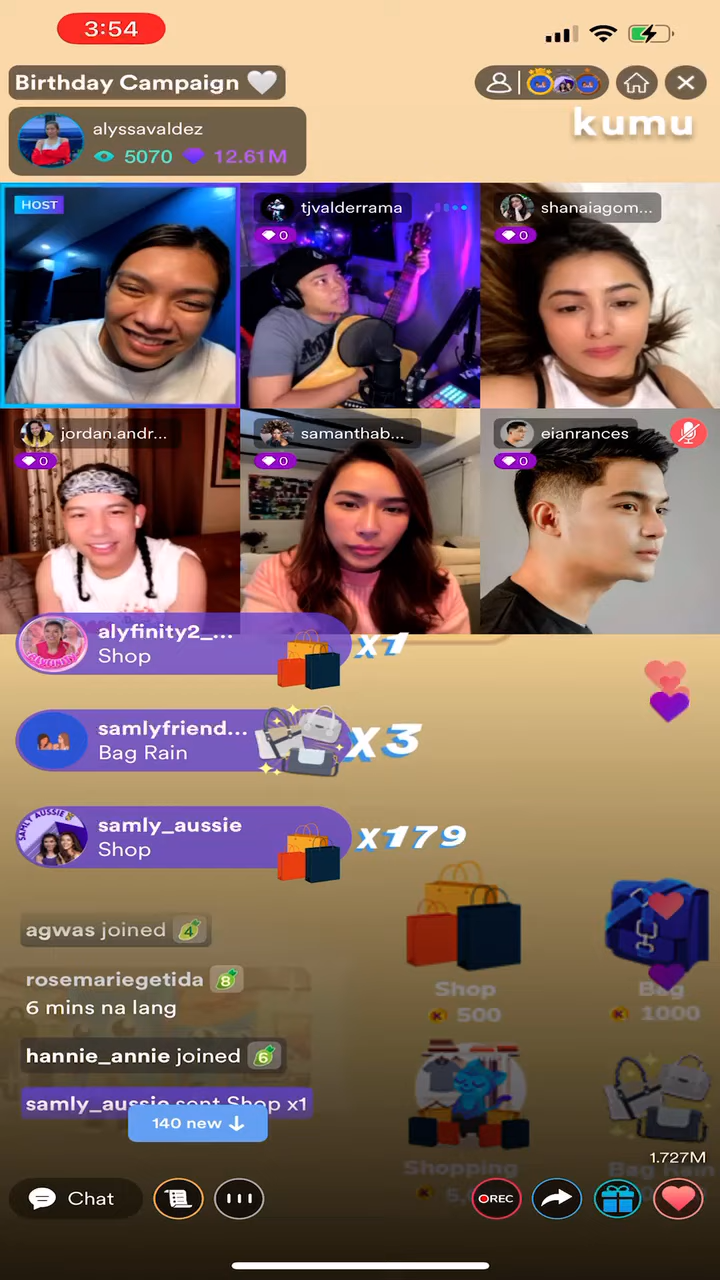 3:54
Birthday Campaign
alyssavaldez
5070 12.61M
kumu
HOST
tjvalderrama
0
shanaiagom...
0
jordan.andr...
0
samanthab...
0
eianrances
0
alyfinity2_...
Shop
x1
samlyfriend...
Bag Rain
x3
SAMLY AUSSIE
samly_aussie
Shop
x179
agwas joined 4
rosemariegetida 8
6 mins na lang
hannie_annie joined 6
samly_aussie sent Shop x1
140 new
Shop
500
Bag
1000
Shopping
Bag Rain
1.727M
Chat
REC